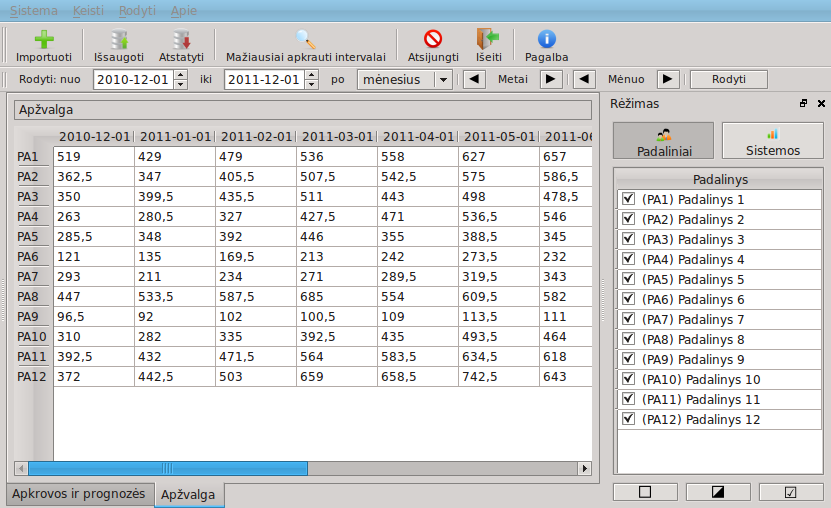 Sistema Keisti Rodyti Apie
Importuoti Išsaugoti Atstatyti Mažiausiai apkrauti intervalai Atsijungti Išeiti Pagalba
Rodyti: nuo 2010-12-01 iki 2011-12-01 po mėnesius Metai Mėnuo Rodyti
Apžvalga
2010-12-01 2011-01-01 2011-02-01 2011-03-01 2011-04-01 2011-05-01 2011-06
PA1 519 429 479 536 558 627 657
PA2 362,5 347 405,5 507,5 542,5 575 586,5
PA3 350 399,5 435,5 511 443 498 478,5
PA4 263 280,5 327 427,5 471 536,5 546
PA5 285,5 348 392 446 355 388,5 345
PA6 121 135 169,5 213 242 273,5 232
PA7 293 211 234 271 289,5 319,5 343
PA8 447 533,5 587,5 685 554 609,5 582
PA9 96,5 92 102 100,5 109 113,5 111
PA10 310 282 335 392,5 435 493,5 464
PA11 392,5 432 471,5 564 583,5 634,5 618
PA12 372 442,5 503 659 658,5 742,5 643
Apkrovos ir prognozės Apžvalga
Rėžimas
Padaliniai Sistemos
Padalinys
(PA1) Padalinys 1
(PA2) Padalinys 2
(PA3) Padalinys 3
(PA4) Padalinys 4
(PA5) Padalinys 5
(PA6) Padalinys 6
(PA7) Padalinys 7
(PA8) Padalinys 8
(PA9) Padalinys 9
(PA10) Padalinys 10
(PA11) Padalinys 11
(PA12) Padalinys 12